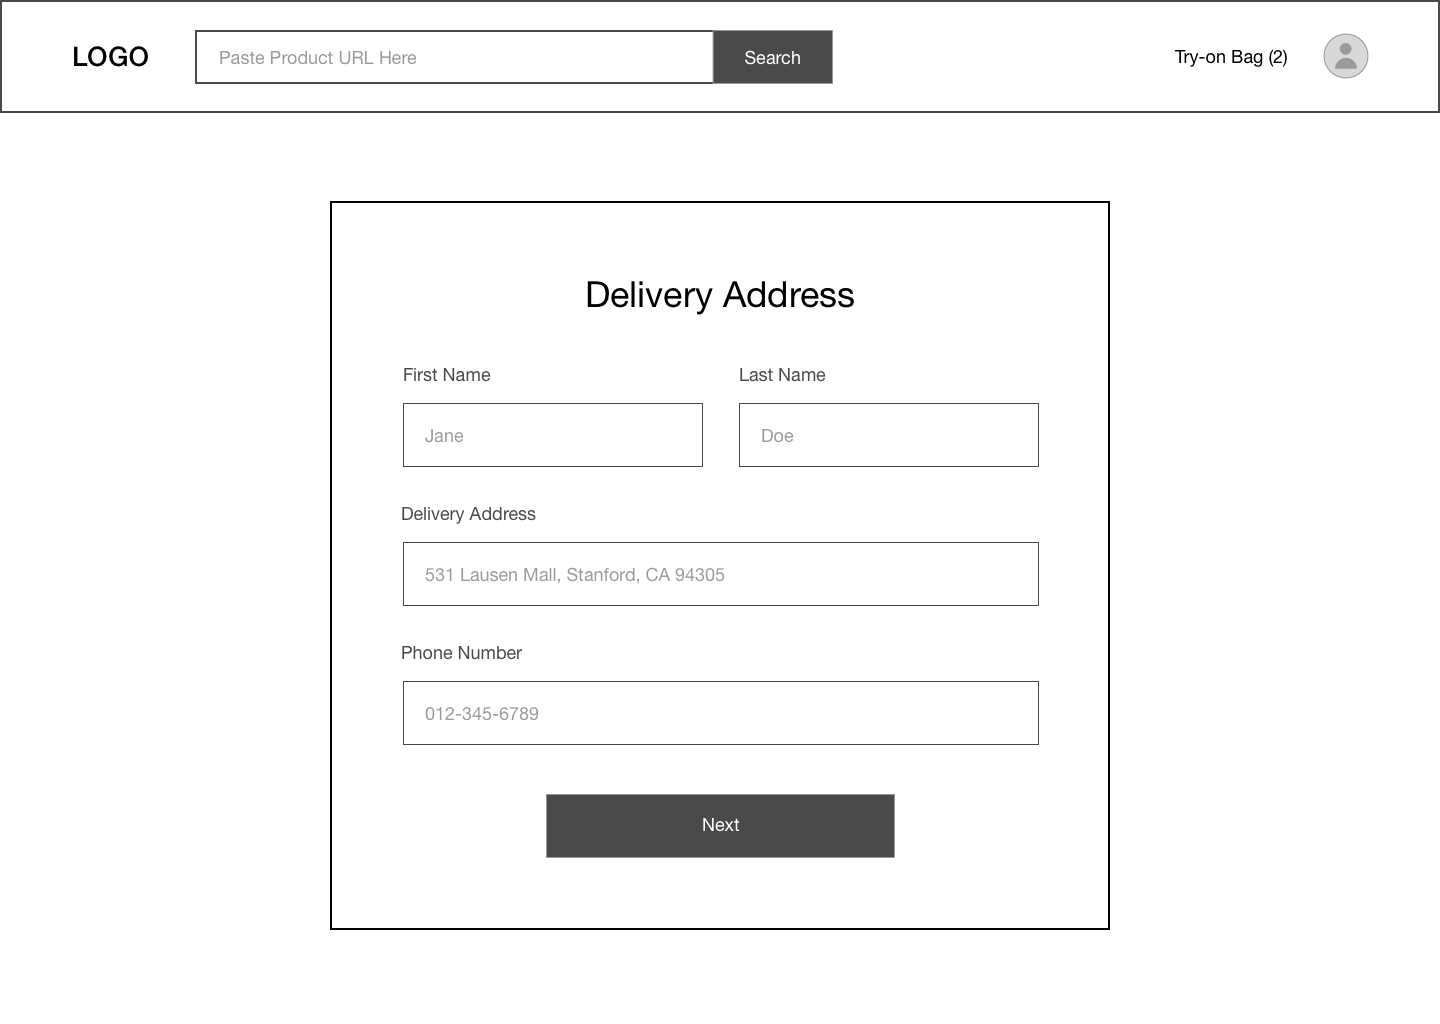 LOGO
Paste Product URL Here
Search
Try-on Bag (2)
Delivery Address
First Name
Last Name
Jane
Doe
Delivery Address
531 Lausen Mall, Stanford, CA 94305
Phone Number
012-345-6789
Next